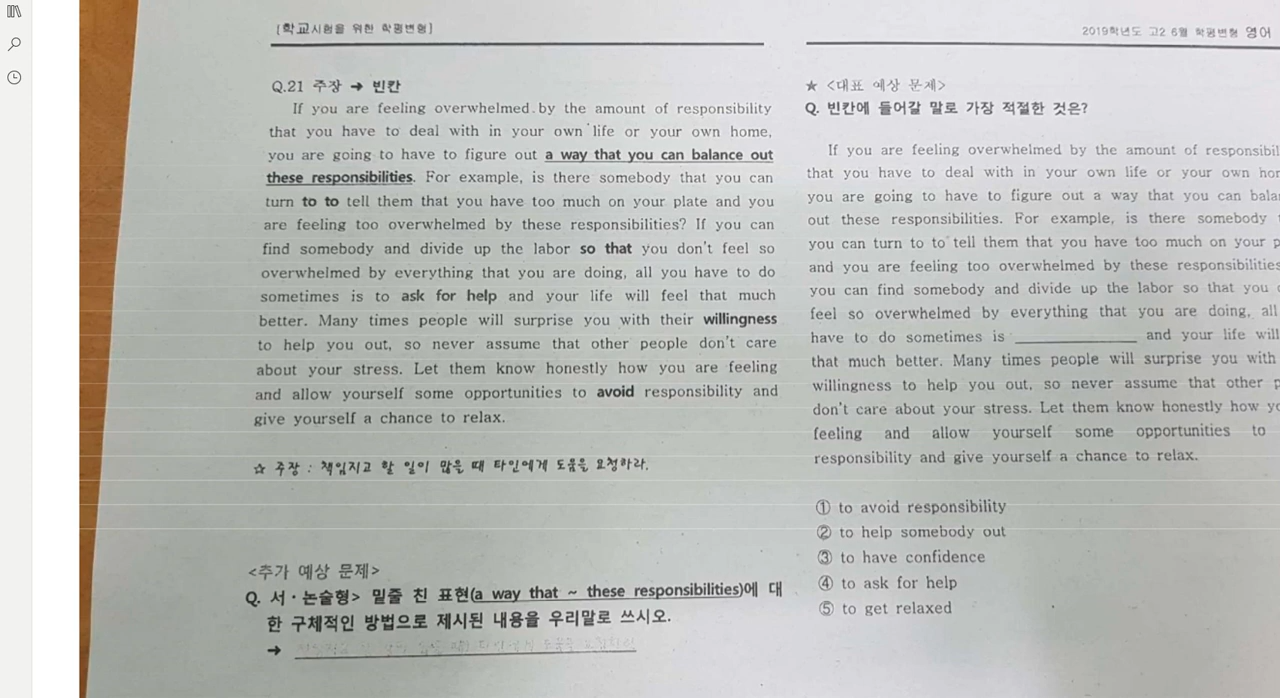 [학교시험을 위한 학평변형]
Q.21 주장 → 빈칸
If you are feeling overwhelmed by the amount of responsibility
that you have to deal with in your own life or your own home,
you are going to have to figure out a way that you can balance out
these responsibilities. For example, is there somebody that you can
turn to to tell them that you have too much on your plate and you
are feeling too overwhelmed by these responsibilities? If you can
find somebody and divide up the labor so that you don't feel so
overwhelmed by everything that you are doing, all you have to do
sometimes is to ask for help and your life will feel that much
better. Many times people will surprise you with their willingness
to help you out, so never assume that other people don't care
about your stress. Let them know honestly how you are feeling
and allow yourself some opportunities to avoid responsibility and
give yourself a chance to relax.
☆ 주장 : 책임지고 할 일이 많을 때 타인에게 도움을 요청하라.
<추가 예상 문제>
Q. 서·논술형> 밑줄 친 표현(a way that ~ these responsibilities)에 대
한 구체적인 방법으로 제시된 내용을 우리말로 쓰시오.
→
2019학년도 고2 6월 학평변형 영어
★ <대표 예상 문제>
Q. 빈칸에 들어갈 말로 가장 적절한 것은?
If you are feeling overwhelmed by the amount of responsibil
that you have to deal with in your own life or your own hor
you are going to have to figure out a way that you can bala
out these responsibilities. For example, is there somebody
you can turn to to tell them that you have too much on your p
and you are feeling too overwhelmed by these responsibilities
you can find somebody and divide up the labor so that you
feel so overwhelmed by everything that you are doing, all
have to do sometimes is ____________ and your life will
that much better. Many times people will surprise you with
willingness to help you out, so never assume that other p
don't care about your stress. Let them know honestly how yo
feeling and allow yourself some opportunities to
responsibility and give yourself a chance to relax.
① to avoid responsibility
② to help somebody out
③ to have confidence
④ to ask for help
⑤ to get relaxed